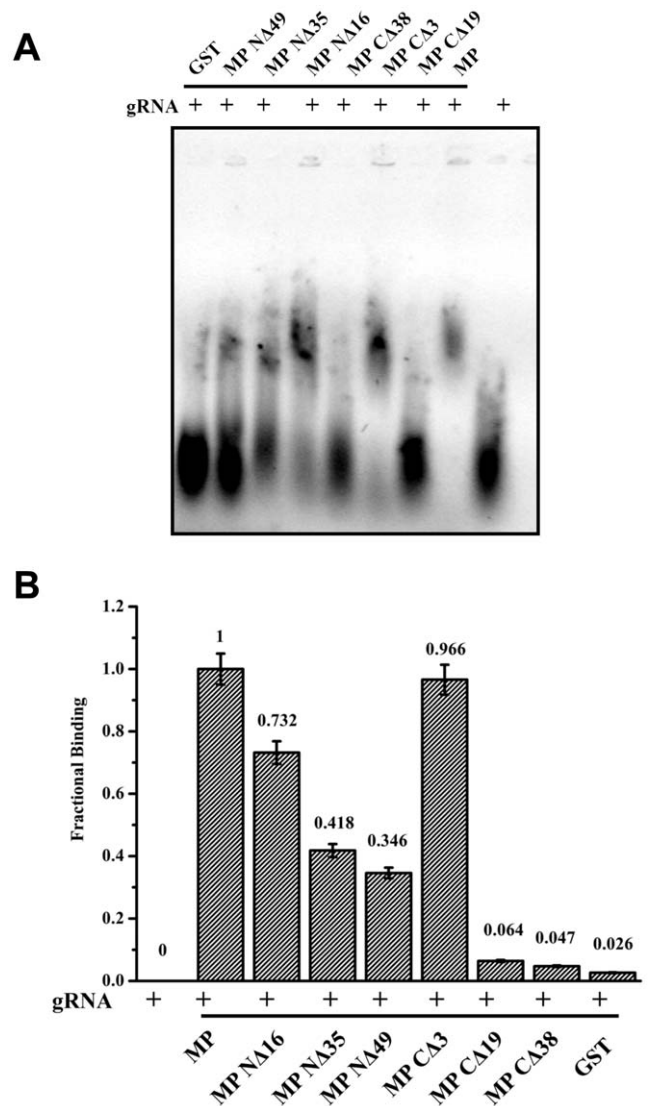 A
GST MP NΔ49 MP NΔ35 MP NΔ16 MP CΔ38 MP CΔ3 MP CΔ19 MP
gRNA + + + + + + + + +
B
Fractional Binding
1.2
1.0
0.8
0.6
0.4
0.2
0.0
0
1
0.732
0.418
0.346
0.966
0.064
0.047
0.026
gRNA + + + + + + + + +
MP MP NΔ16 MP NΔ35 MP NΔ49 MP CΔ3 MP CΔ19 MP CΔ38 GST